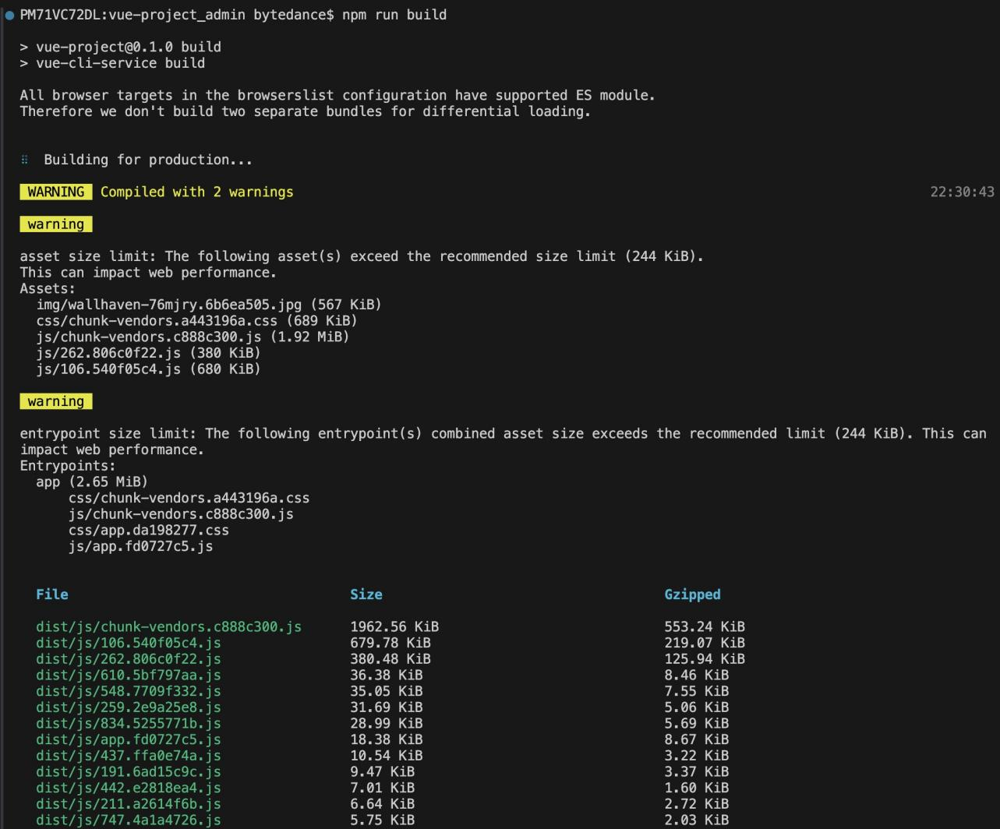 PM71VC72DL:vue-project_admin bytedance$ npm run build
> vue-project@0.1.0 build
> vue-cli-service build
All browser targets in the browserslist configuration have supported ES module.
Therefore we don't build two separate bundles for differential loading.
Building for production...
WARNING Compiled with 2 warnings 22:30:43
warning
asset size limit: The following asset(s) exceed the recommended size limit (244 KiB).
This can impact web performance.
Assets:
img/wallhaven-76mjry.6b6ea505.jpg (567 KiB)
css/chunk-vendors.a443196a.css (689 KiB)
js/chunk-vendors.c888c300.js (1.92 MiB)
js/262.806c0f22.js (380 KiB)
js/106.540f05c4.js (680 KiB)
warning
entrypoint size limit: The following entrypoint(s) combined asset size exceeds the recommended limit (244 KiB). This can
impact web performance.
Entrypoints:
app (2.65 MiB)
css/chunk-vendors.a443196a.css
js/chunk-vendors.c888c300.js
css/app.da198277.css
js/app.fd0727c5.js
File Size Gzipped
dist/js/chunk-vendors.c888c300.js 1962.56 KiB 553.24 KiB
dist/js/106.540f05c4.js 679.78 KiB 219.07 KiB
dist/js/262.806c0f22.js 380.48 KiB 125.94 KiB
dist/js/610.5bf797aa.js 36.38 KiB 8.46 KiB
dist/js/548.7709f332.js 35.05 KiB 7.55 KiB
dist/js/259.2e9a25e8.js 31.69 KiB 5.06 KiB
dist/js/834.5255771b.js 28.99 KiB 5.69 KiB
dist/js/app.fd0727c5.js 18.38 KiB 8.67 KiB
dist/js/437.ffa0e74a.js 10.54 KiB 3.22 KiB
dist/js/191.6ad15c9c.js 9.47 KiB 3.37 KiB
dist/js/442.e2818ea4.js 7.01 KiB 1.60 KiB
dist/js/211.a2614f6b.js 6.64 KiB 2.72 KiB
dist/js/747.4a1a4726.js 5.75 KiB 2.03 KiB